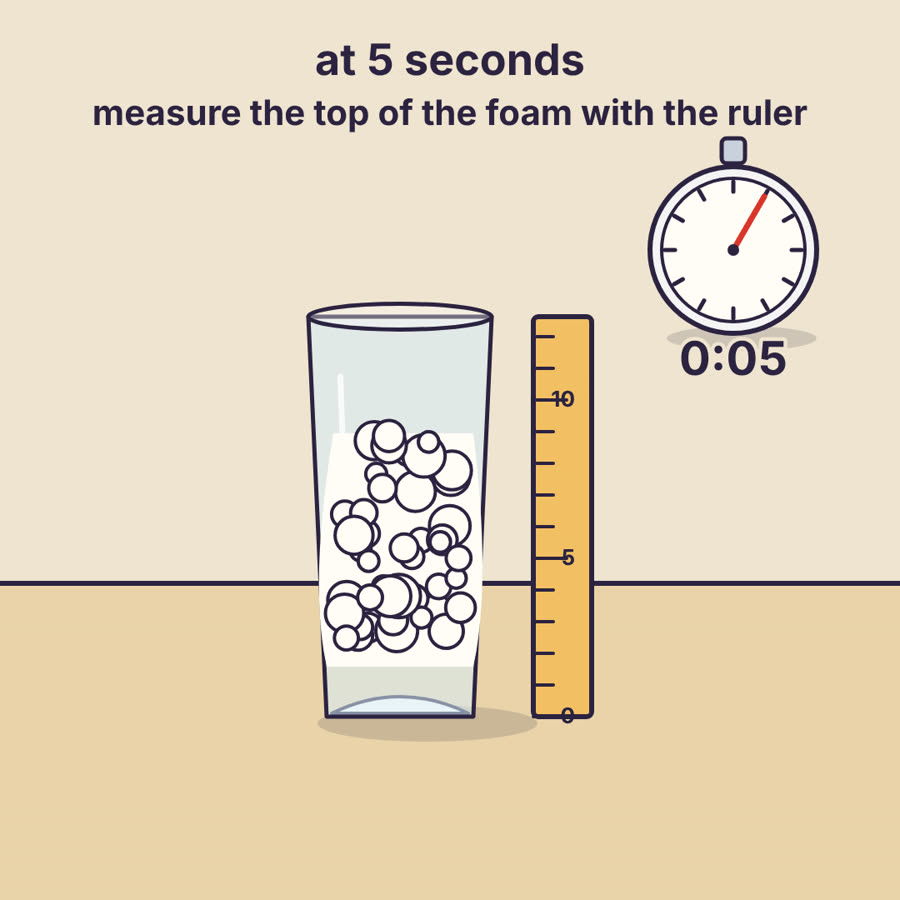 at 5 seconds
measure the top of the foam with the ruler
0:05
10
5
0